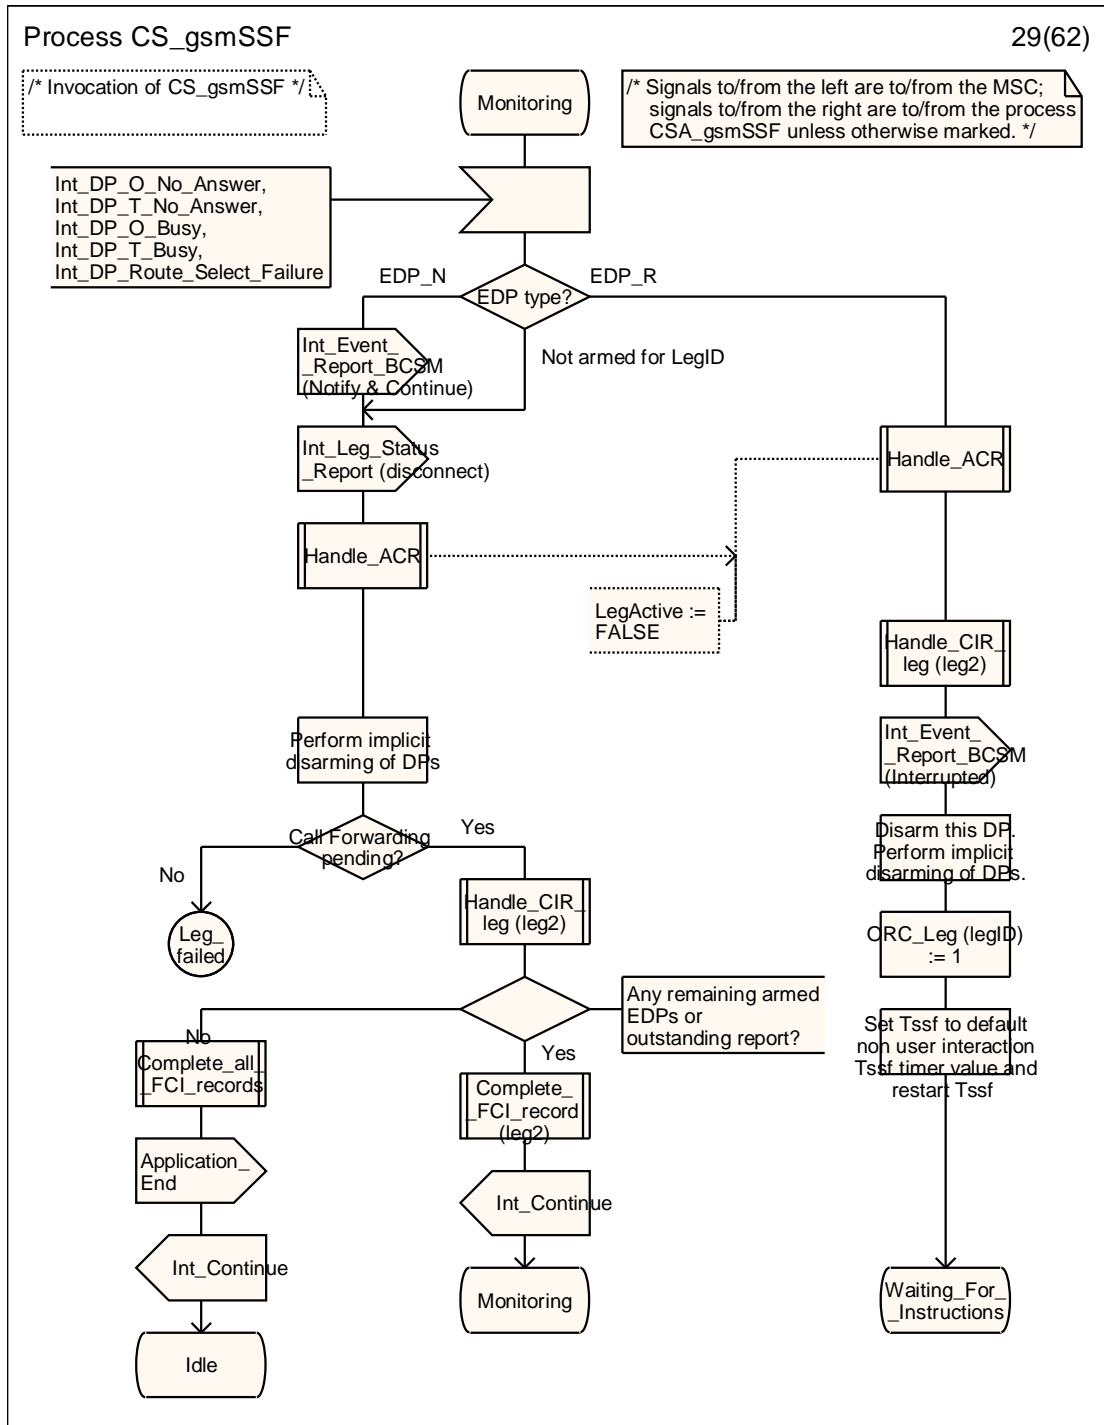 Process CS_gsmSSF
29(62)
/* Invocation of CS_gsmSSF */
Monitoring
/* Signals to/from the left are to/from the MSC;
signals to/from the right are to/from the process
CSA_gsmSSF unless otherwise marked. */
Int_DP_O_No_Answer,
Int_DP_T_No_Answer,
Int_DP_O_Busy,
Int_DP_T_Busy,
Int_DP_Route_Select_Failure
EDP_N
EDP type?
EDP_R
Int_Event_
_Report_BCSM
(Notify & Continue)
Not armed for LegID
Int_Leg_Status
_Report (disconnect)
Handle_ACR
Handle_ACR
LegActive :=
FALSE
Handle_CIR_
leg (leg2)
Perform implicit
disarming of DPs
Int_Event_
_Report_BCSM
(Interrupted)
Call Forwarding
pending?
Yes
No
Disarm this DP.
Perform implicit
disarming of DPs.
Handle_CIR_
leg (leg2)
Leg_
failed
ORC_Leg (legID)
:= 1
Any remaining armed
EDPs or
outstanding report?
No
Yes
Set Tssf to default
non user interaction
Tssf timer value and
restart Tssf
Complete_all_
_FCI_records
Complete_
_FCI_record
(leg2)
Application_
End
Int_Continue
Int_Continue
Monitoring
Waiting_For_
_Instructions
Idle